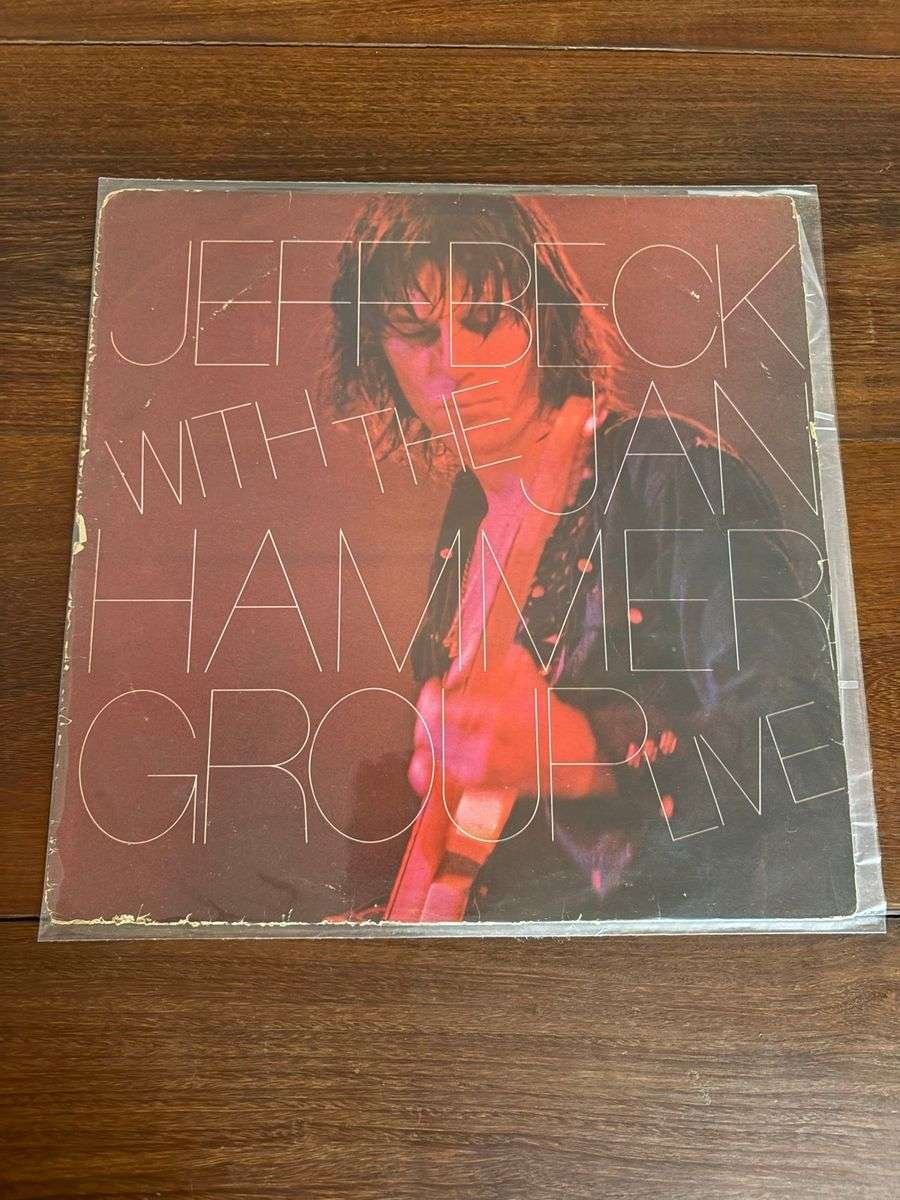 JEFF BECK
WITH THE JAN
HAMMER
GROUP LIVE